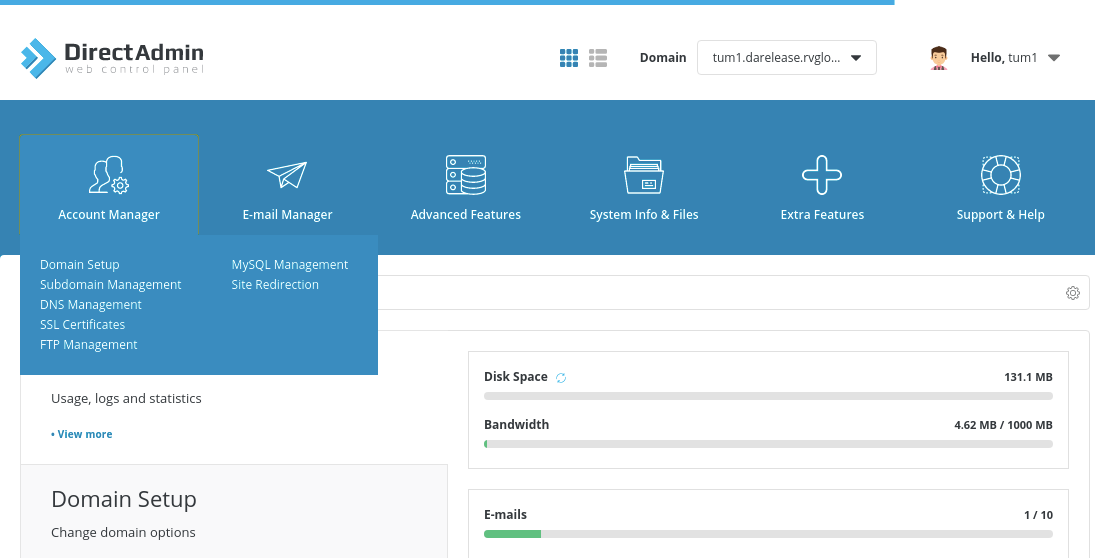 DirectAdmin
web control panel
Domain
tum1.darelease.rvglo...
Hello, tum1
Account Manager
E-mail Manager
Advanced Features
System Info & Files
Extra Features
Support & Help
Domain Setup
Subdomain Management
DNS Management
SSL Certificates
FTP Management
MySQL Management
Site Redirection
Usage, logs and statistics
• View more
Domain Setup
Change domain options
Disk Space 131.1 MB
Bandwidth 4.62 MB / 1000 MB
E-mails 1 / 10